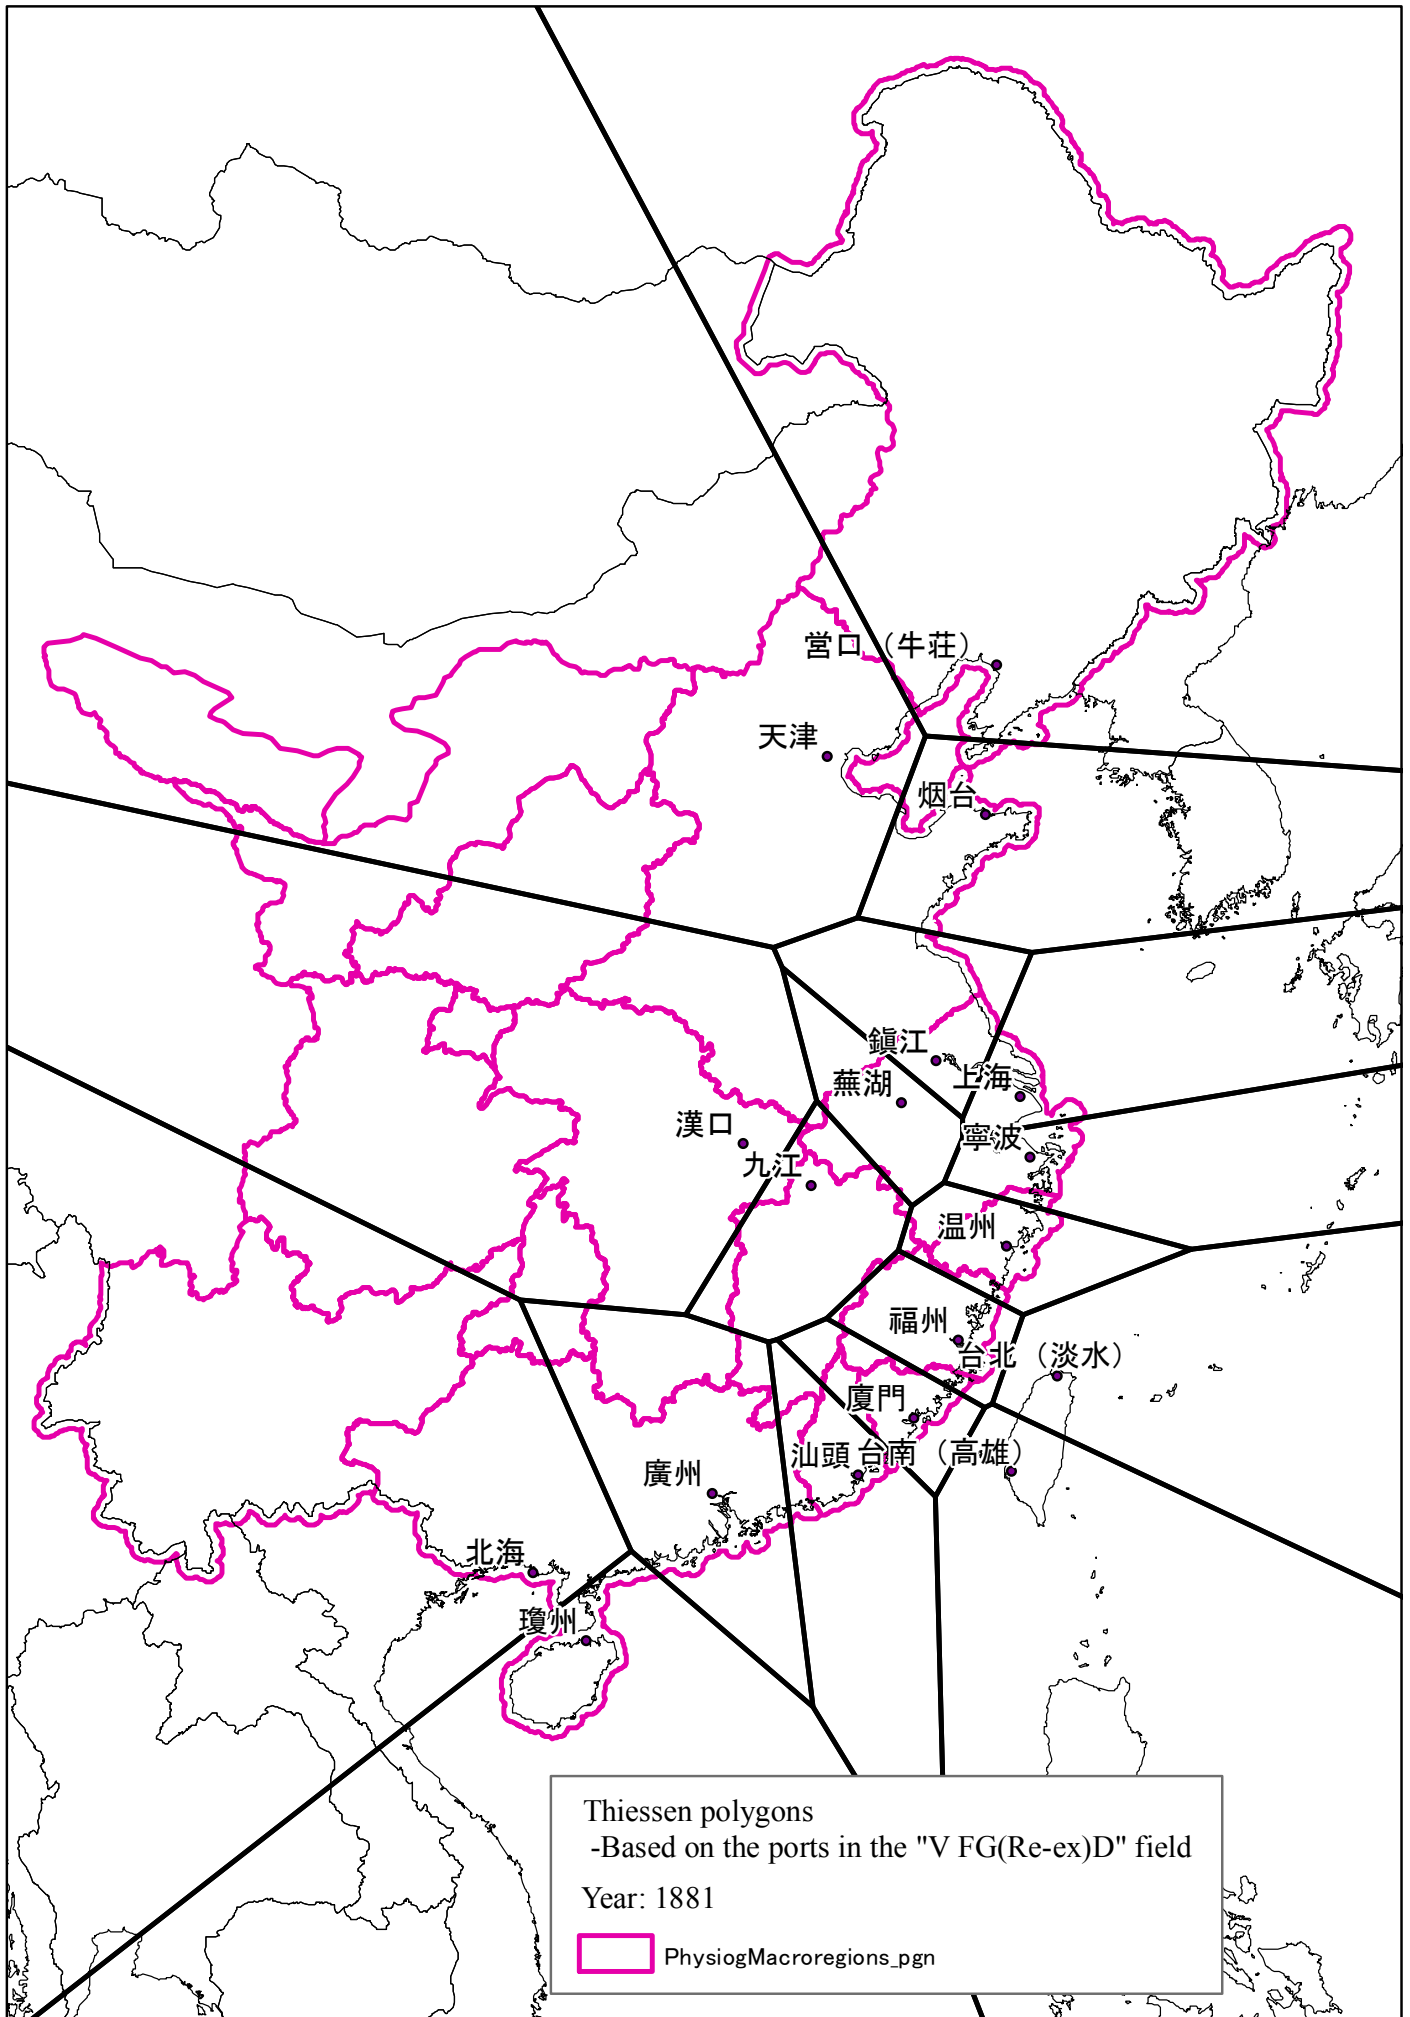 営口（牛荘）
天津
烟台
鎮江
上海
蕪湖
漢口
寧波
九江
温州
福州
台北（淡水）
廈門
汕頭
台南（高雄）
廣州
北海
瓊州
Thiessen polygons
-Based on the ports in the "V FG(Re-ex)D" field
Year: 1881
PhysiogMacroregions_pgn